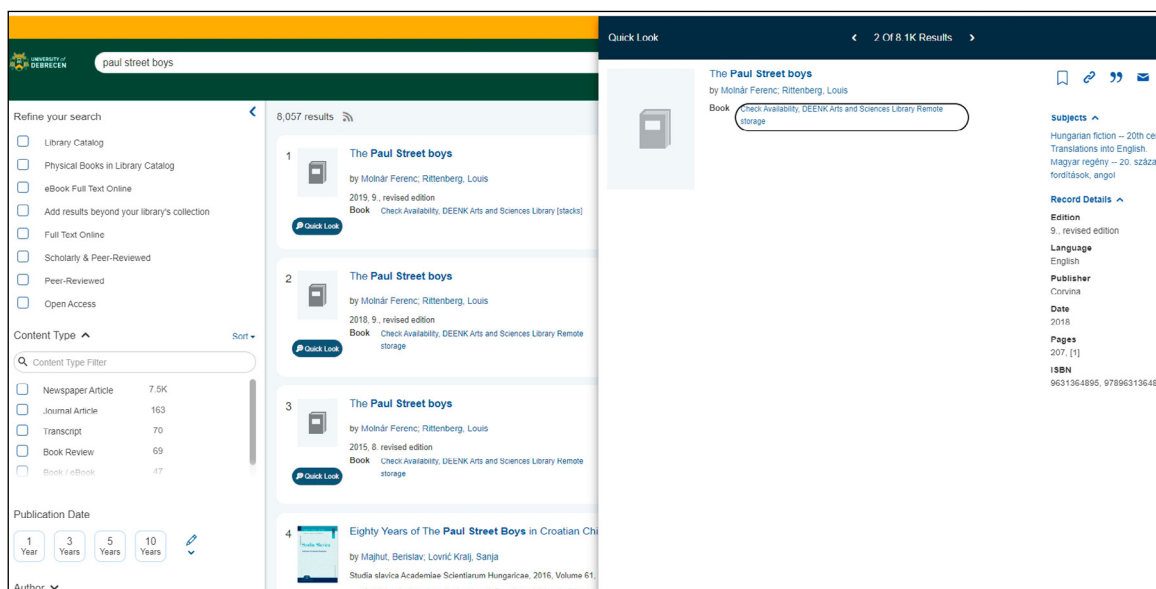 UNIVERSITY of
DEBRECEN
paul street boys
Refine your search
Library Catalog
Physical Books in Library Catalog
eBook Full Text Online
Add results beyond your library's collection
Full Text Online
Scholarly & Peer-Reviewed
Peer-Reviewed
Open Access
Content Type
Sort
Content Type Filter
Newspaper Article 7.5K
Journal Article 163
Transcript 70
Book Review 69
Book / eBook 47
Publication Date
1 Year
3 Years
5 Years
10 Years
Author
8,057 results
1
The Paul Street boys
by Molnár Ferenc; Rittenberg, Louis
2019, 9., revised edition
Book Check Availability, DEENK Arts and Sciences Library [stacks]
Quick Look
2
The Paul Street boys
by Molnár Ferenc; Rittenberg, Louis
2018, 9., revised edition
Book Check Availability, DEENK Arts and Sciences Library Remote
storage
Quick Look
3
The Paul Street boys
by Molnár Ferenc; Rittenberg, Louis
2015, 8. revised edition
Book Check Availability, DEENK Arts and Sciences Library Remote
storage
Quick Look
4
Eighty Years of The Paul Street Boys in Croatian Chi
by Majhut, Berislav; Lovrić Kralj, Sanja
Studia slavica Academiae Scientiarum Hungaricae, 2016, Volume 61,
Quick Look
2 Of 8.1K Results
The Paul Street boys
by Molnár Ferenc; Rittenberg, Louis
Book Check Availability, DEENK Arts and Sciences Library Remote
storage
Subjects
Hungarian fiction -- 20th ce
Translations into English.
Magyar regény -- 20. száza
fordítások, angol
Record Details
Edition
9., revised edition
Language
English
Publisher
Corvina
Date
2018
Pages
207, [1]
ISBN
9631364895, 9789631364